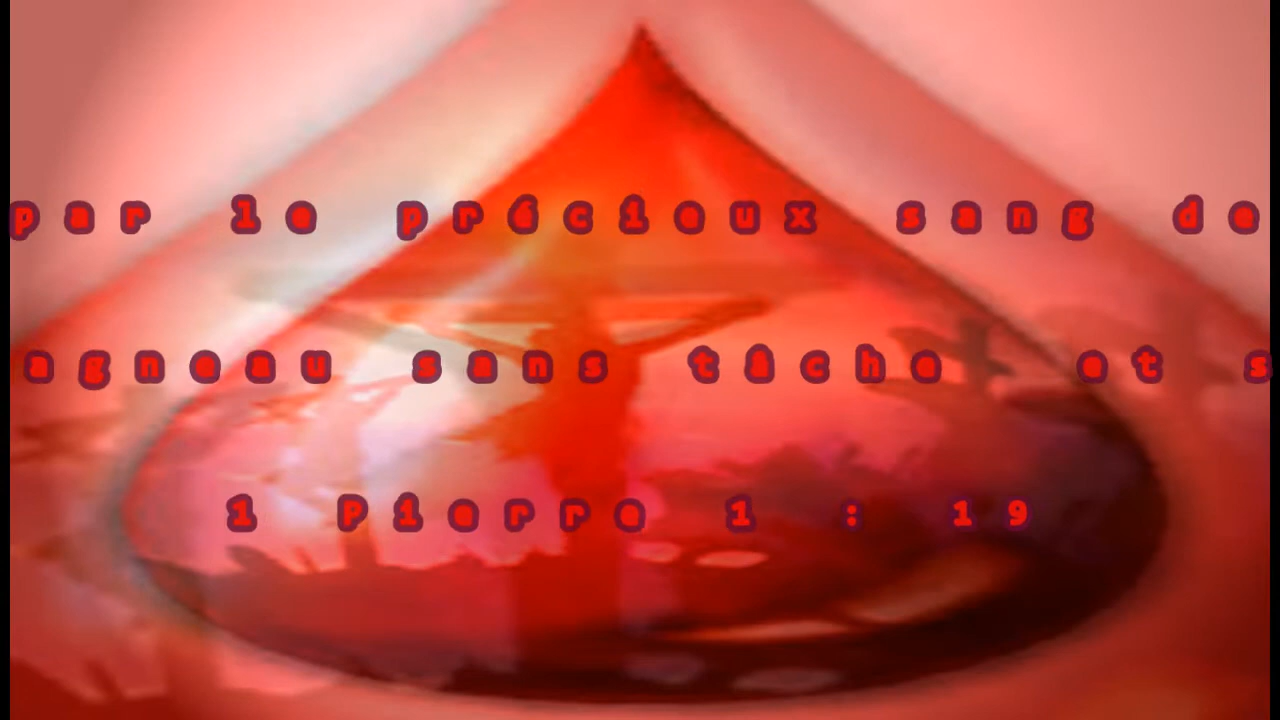 par le précieux sang de
agneau sans tâche et s
1 Pierre 1 : 19